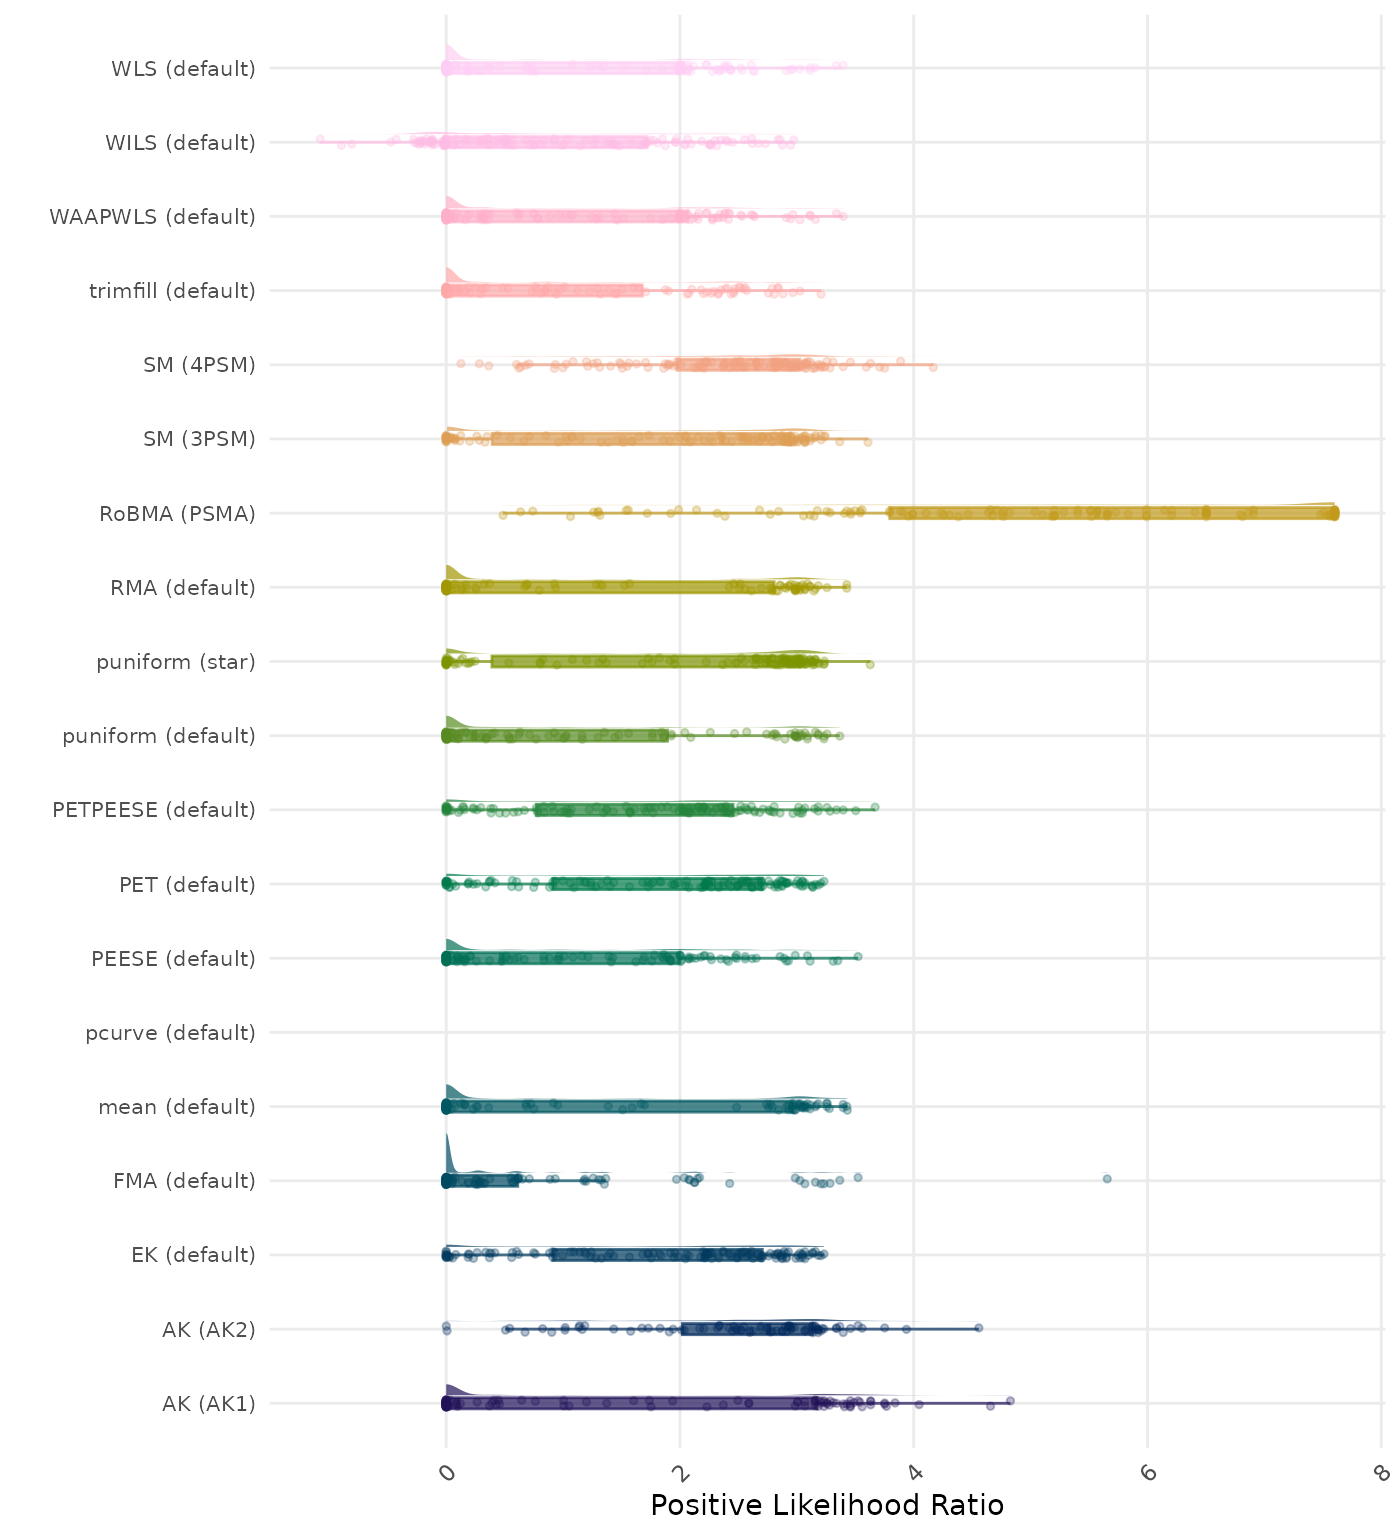 WLS (default)
WILS (default)
WAAPWLS (default)
trimfill (default)
SM (4PSM)
SM (3PSM)
RoBMA (PSMA)
RMA (default)
puniform (star)
puniform (default)
PETPEESE (default)
PET (default)
PEESE (default)
pcurve (default)
mean (default)
FMA (default)
EK (default)
AK (AK2)
AK (AK1)
0 2 4 6 8
Positive Likelihood Ratio